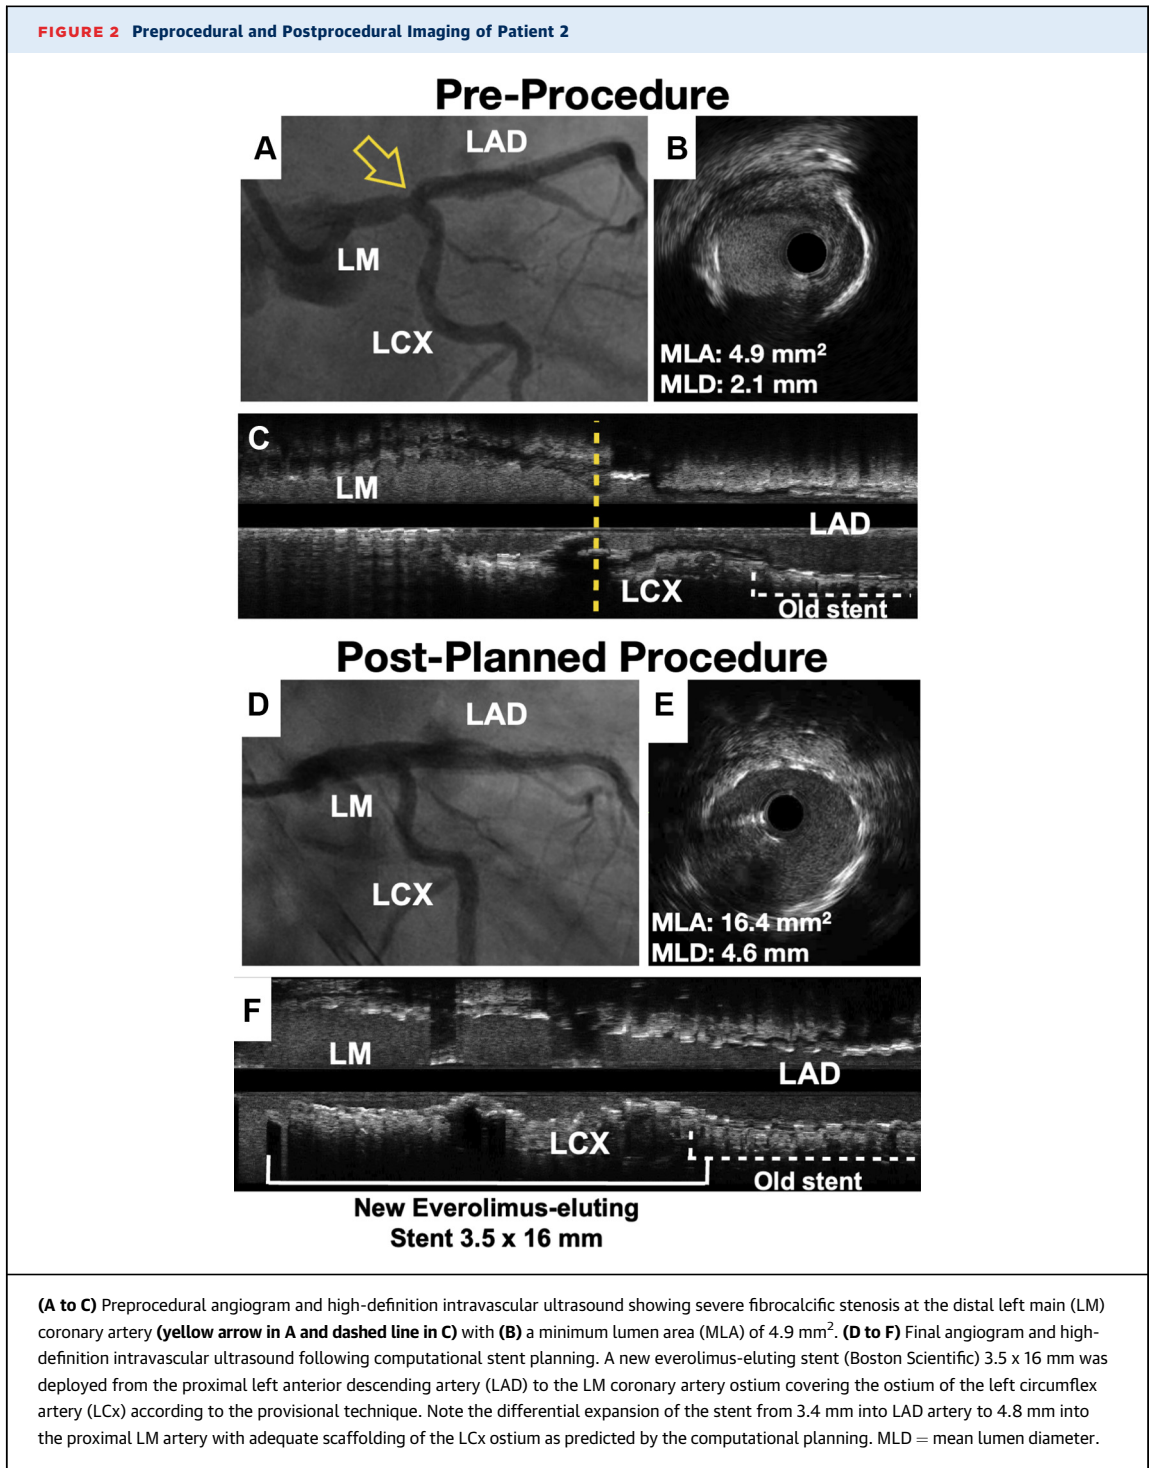 FIGURE 2 Preprocedural and Postprocedural Imaging of Patient 2
Pre-Procedure
A
LAD
LM
LCX
B
MLA: 4.9 mm²
MLD: 2.1 mm
C
LM
LAD
LCX
Old stent
Post-Planned Procedure
D
LAD
LM
LCX
E
MLA: 16.4 mm²
MLD: 4.6 mm
F
LM
LAD
LCX
Old stent
New Everolimus-eluting
Stent 3.5 x 16 mm
(A to C) Preprocedural angiogram and high-definition intravascular ultrasound showing severe fibrocalcific stenosis at the distal left main (LM)
coronary artery (yellow arrow in A and dashed line in C) with (B) a minimum lumen area (MLA) of 4.9 mm². (D to F) Final angiogram and high-
definition intravascular ultrasound following computational stent planning. A new everolimus-eluting stent (Boston Scientific) 3.5 x 16 mm was
deployed from the proximal left anterior descending artery (LAD) to the LM coronary artery ostium covering the ostium of the left circumflex
artery (LCx) according to the provisional technique. Note the differential expansion of the stent from 3.4 mm into LAD artery to 4.8 mm into
the proximal LM artery with adequate scaffolding of the LCx ostium as predicted by the computational planning. MLD = mean lumen diameter.